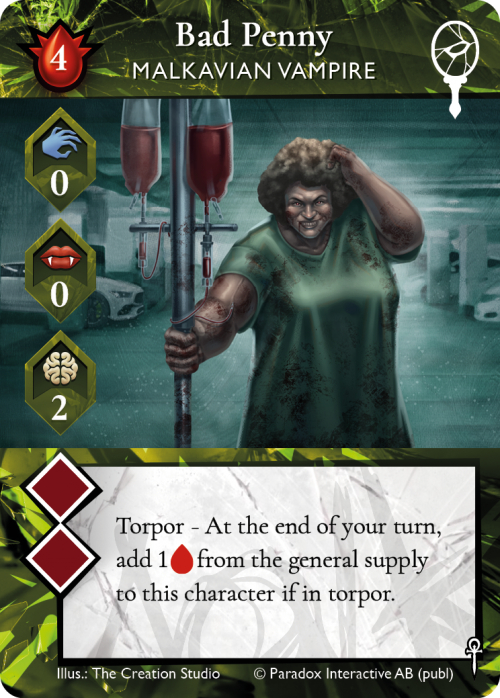 Bad Penny
4
MALKAVIAN VAMPIRE
0
0
2
Torpor - At the end of your turn,
add 1 from the general supply
to this character if in torpor.
Illus.: The Creation Studio © Paradox Interactive AB (publ)